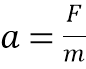 a = F/m